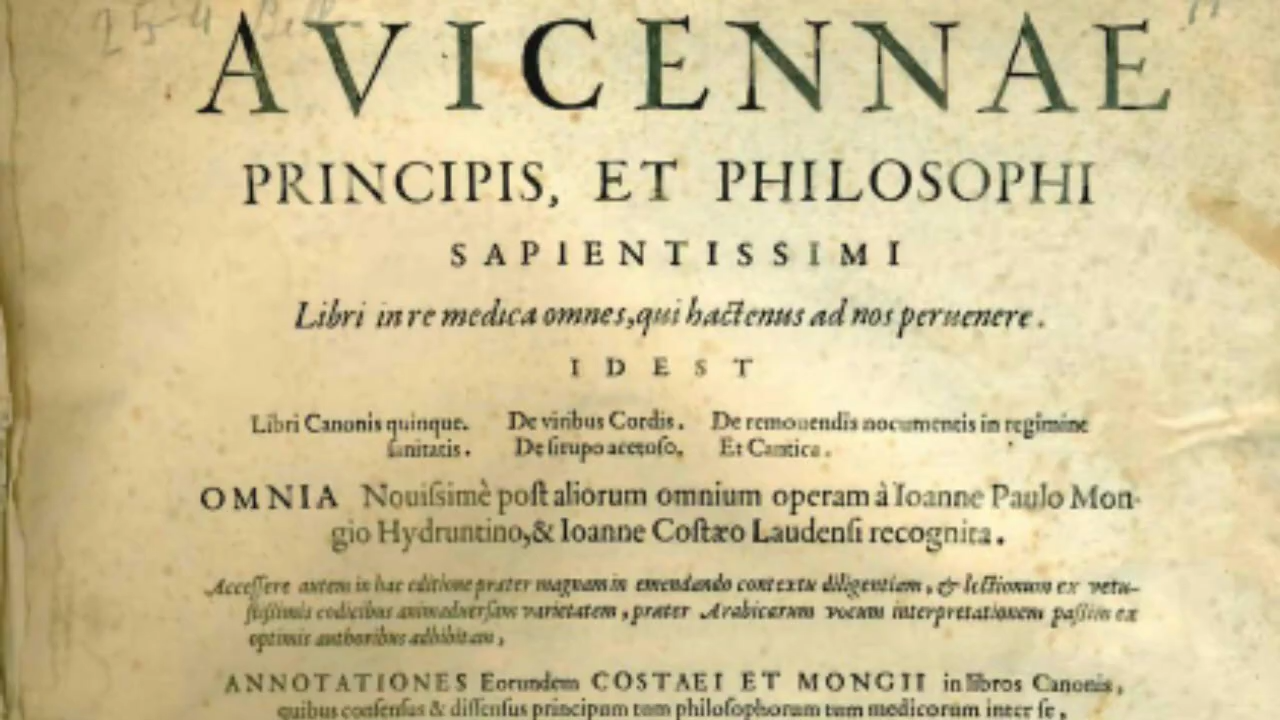 25-4 Bell
AVICENNAE
PRINCIPIS, ET PHILOSOPHI
SAPIENTISSIMI
Libri in re medica omnes, qui hactenus ad nos peruenere.
IDEST
Libri Canonis quinque. De viribus Cordis. De remouendis nocumentis in regimine
ſanitatis. De ſirupo acetoſo. Et Cantica.
OMNIA Nouiſsimè poſt aliorum omnium operam à Ioanne Paulo Mon-
gio Hydruntino, & Ioanne Coſtæo Laudenſi recognita.
Acceſſere autem in hac editione præter magnam in emendando contextu diligentiam, & lectionum ex vetu-
ſtiſſimis codicibus animaduerſam varietatem, præter Arabicarum vocum interpretationem paſſim ex
optimis authoribus adhibitam,
ANNOTATIONES Eorundem COSTAEI ET MONGII in libros Canonis,
quibus conſenſus & diſſenſus principum tum philoſophorum tum medicorum inter ſe,